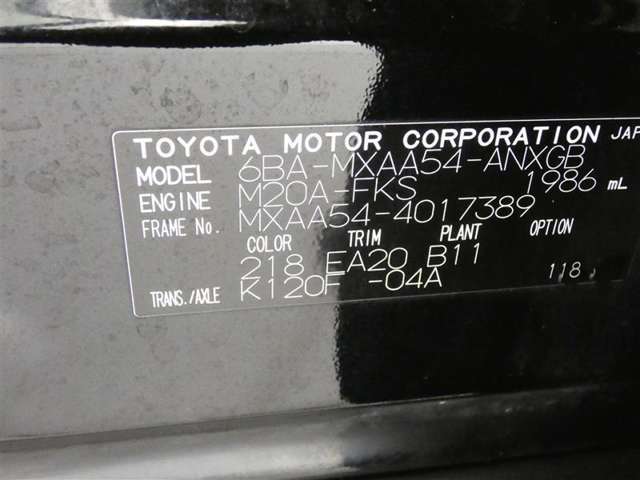 TOYOTA MOTOR CORPORATION JAP
MODEL 6BA-MXAA54-ANXGB
ENGINE M20A-FKS 1986 mL
FRAME No. MXAA54-4017389
COLOR TRIM PLANT OPTION
218 EA20 B11 118
TRANS./AXLE K120F -04A